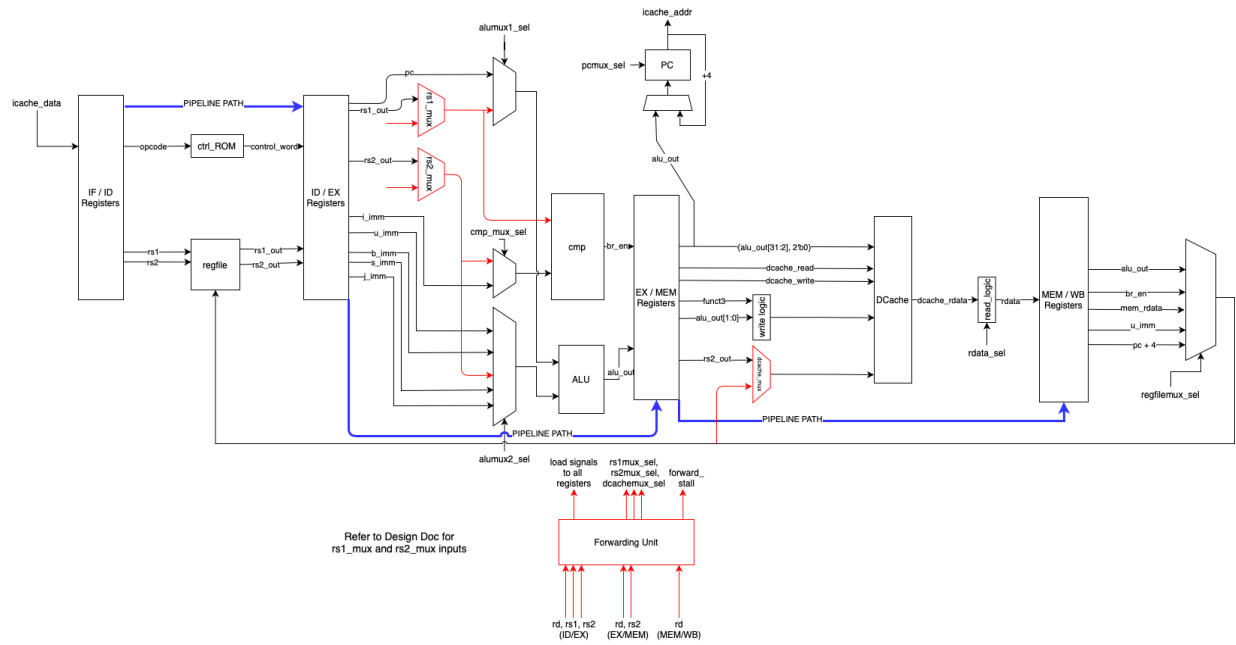 icache_addr
alumux1_sel
pcmux_sel
PC
+4
pc
icache_data
PIPELINE PATH
rs1_out
rs1_mux
opcode
ctrl_ROM
control_word
rs2_out
rs2_mux
alu_out
IF / ID
Registers
ID / EX
Registers
i_imm
u_imm
cmp_mux_sel
rs1
rs2
regfile
rs1_out
rs2_out
b_imm
s_imm
j_imm
cmp
br_en
EX / MEM
Registers
{alu_out[31:2], 2'b0}
dcache_read
dcache_write
funct3
alu_out[1:0]
write logic
DCache
dcache_rdata
read_logic
rdata
rdata_sel
MEM / WB
Registers
alu_out
br_en
mem_rdata
u_imm
pc + 4
regfilemux_sel
ALU
alu_out
rs2_out
dcache_mux
PIPELINE PATH
PIPELINE PATH
alumux2_sel
load signals
to all
registers
rs1mux_sel,
rs2mux_sel,
dcachemux_sel
forward_
stall
Refer to Design Doc for
rs1_mux and rs2_mux inputs
Forwarding Unit
rd, rs1, rs2
(ID/EX)
rd, rs2
(EX/MEM)
rd
(MEM/WB)